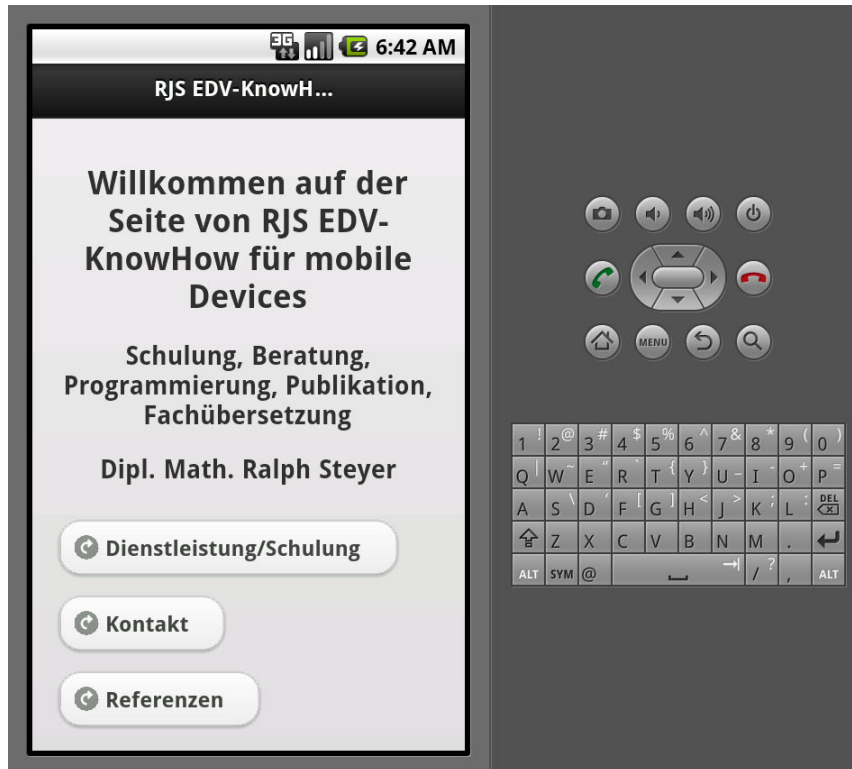 3G 6:42 AM
RJS EDV-KnowH...
Willkommen auf der
Seite von RJS EDV-
KnowHow für mobile
Devices
Schulung, Beratung,
Programmierung, Publikation,
Fachübersetzung
Dipl. Math. Ralph Steyer
Dienstleistung/Schulung
Kontakt
Referenzen
MENU
1 ! 2 @ 3 # 4 $ 5 % 6 ^ 7 & 8 * 9 ( 0 )
Q | W ~ E " R ` T { Y } U _ I - O + P =
A S \ D ' F [ G ] H < J > K ; L : DEL
Z X C V B N M .
ALT SYM @ / ? , ALT